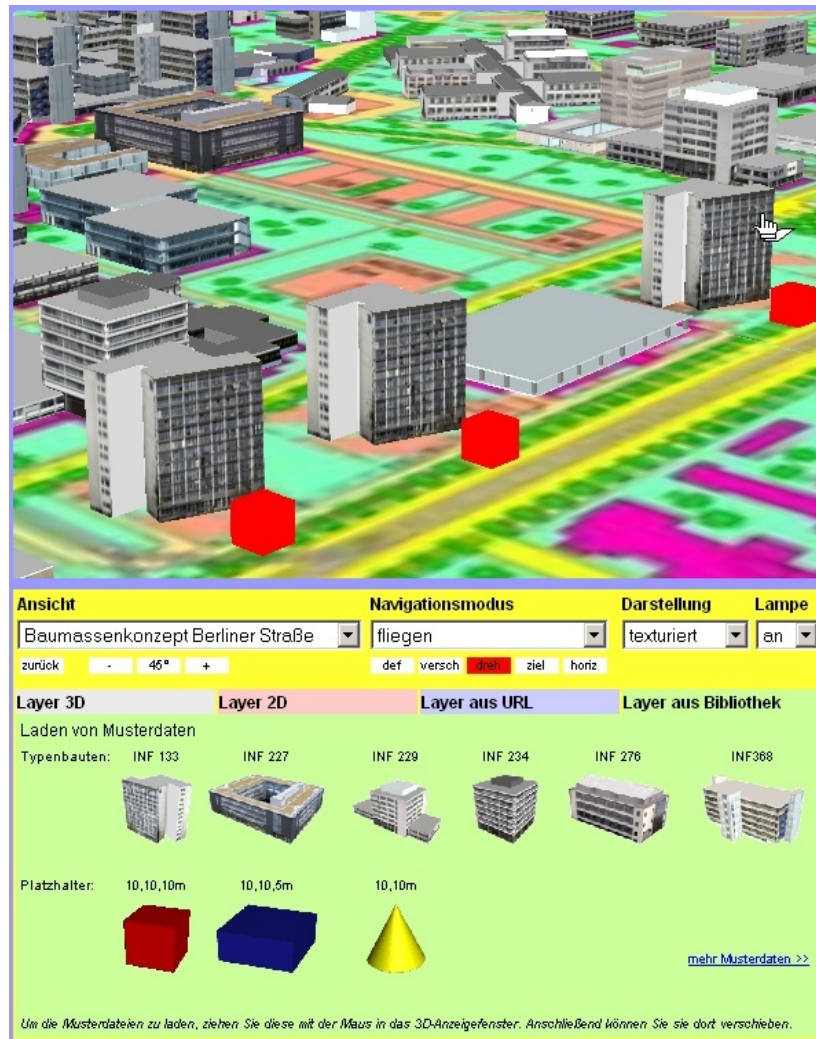 Ansicht Navigationsmodus Darstellung Lampe
Baumassenkonzept Berliner Straße fliegen texturiert an
zurück - 45° + def versch dreh ziel horiz
Layer 3D Layer 2D Layer aus URL Layer aus Bibliothek
Laden von Musterdaten
Typenbauten: INF 133 INF 227 INF 229 INF 234 INF 276 INF368
Platzhalter: 10,10,10m 10,10,5m 10,10m
mehr Musterdaten >>
Um die Musterdateien zu laden, ziehen Sie diese mit der Maus in das 3D-Anzeigefenster. Anschließend können Sie sie dort verschieben.